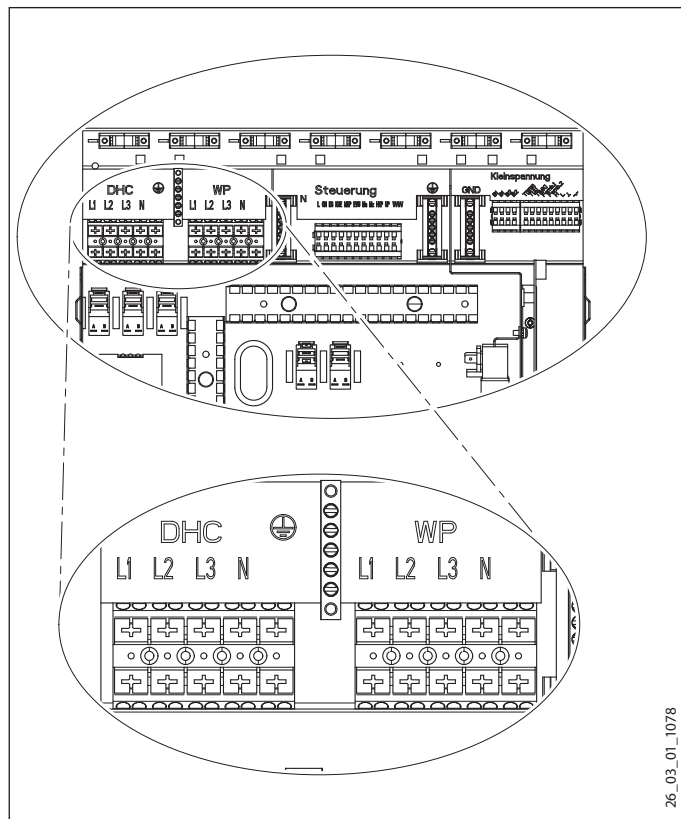 DHC WP
L1 L2 L3 N L1 L2 L3 N
N Steuerung
GND
Kleinspannung
A B A B A B
A B A B
DHC WP
L1 L2 L3 N L1 L2 L3 N
26_03_01_1078